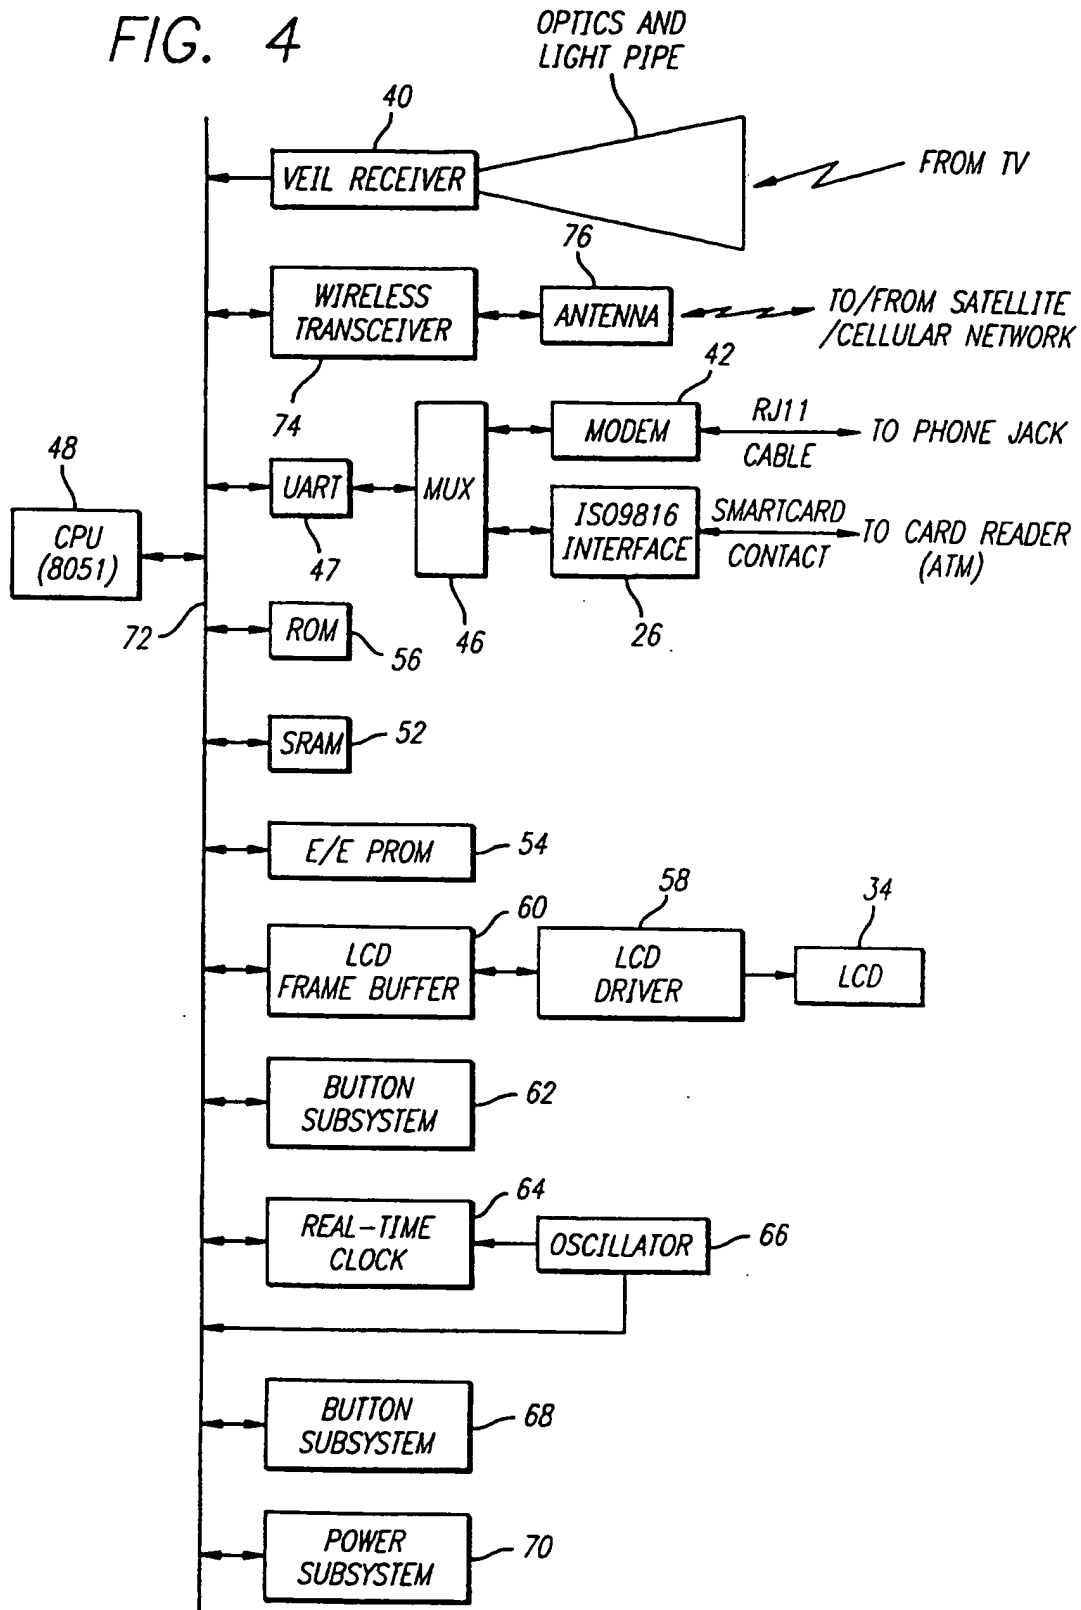 FIG. 4
OPTICS AND
LIGHT PIPE
40
VEIL RECEIVER
FROM TV
76
WIRELESS
TRANSCEIVER
ANTENNA
TO/FROM SATELLITE
/CELLULAR NETWORK
74
42
MODEM
RJ11
CABLE
TO PHONE JACK
48
CPU
(8051)
UART
47
MUX
46
ISO9816
INTERFACE
26
SMARTCARD
CONTACT
TO CARD READER
(ATM)
72
ROM
56
SRAM
52
E/E PROM
54
60
LCD
FRAME BUFFER
58
LCD
DRIVER
34
LCD
BUTTON
SUBSYSTEM
62
64
REAL-TIME
CLOCK
OSCILLATOR
66
BUTTON
SUBSYSTEM
68
POWER
SUBSYSTEM
70